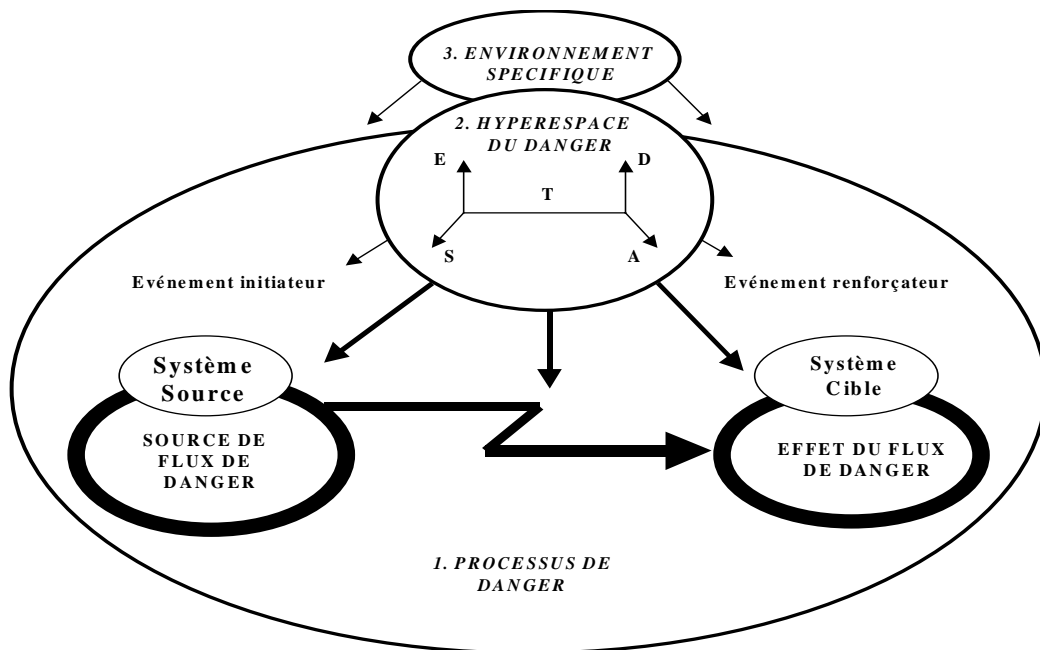 3. ENVIRONNEMENT
SPECIFIQUE
2. HYPERESPACE
DU DANGER
E
D
T
S
A
Evénement initiateur
Evénement renforçateur
Système
Source
Système
Cible
SOURCE DE
FLUX DE
DANGER
EFFET DU FLUX
DE DANGER
1. PROCESSUS DE
DANGER